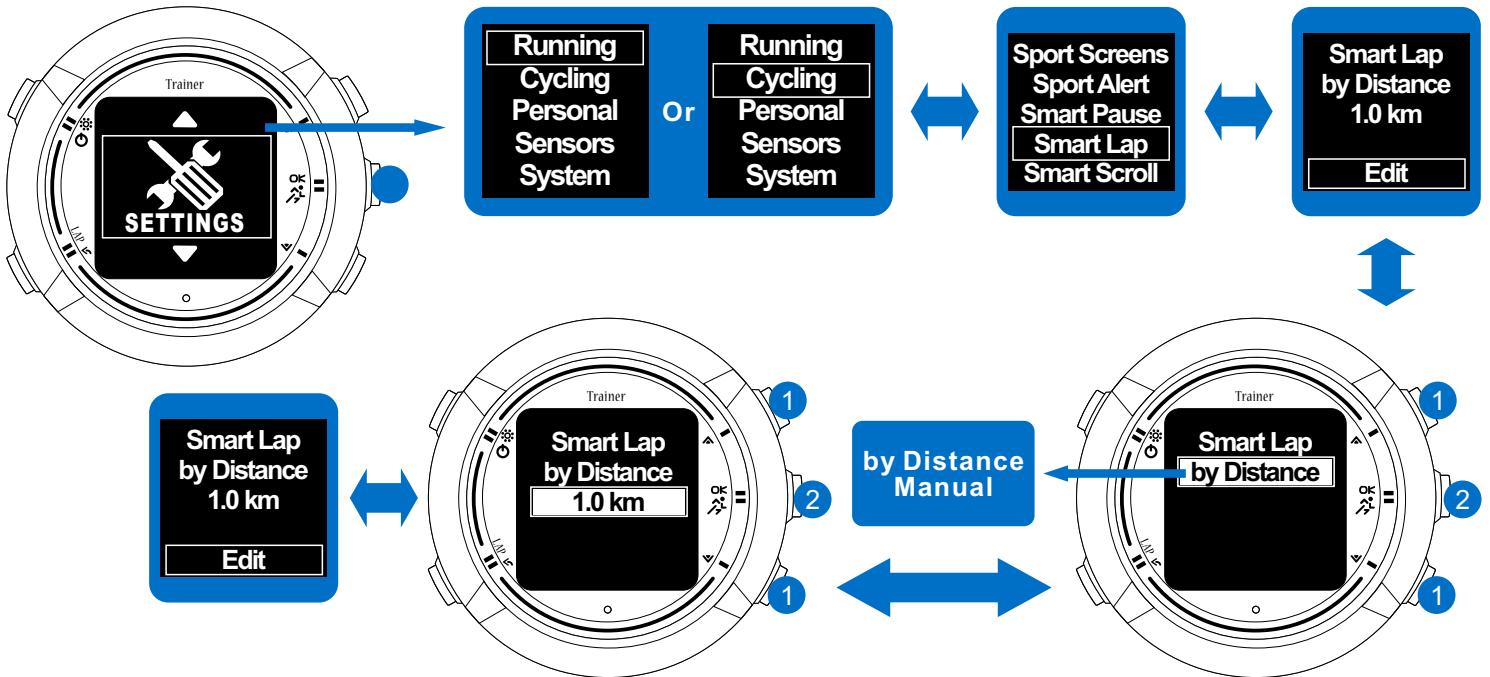 Trainer
OK
SETTINGS
LAP
Running
Cycling
Personal
Sensors
System
Or
Running
Cycling
Personal
Sensors
System
Sport Screens
Sport Alert
Smart Pause
Smart Lap
Smart Scroll
Smart Lap
by Distance
1.0 km
Edit
Smart Lap
by Distance
1.0 km
Edit
Trainer
1
Smart Lap
by Distance
1.0 km
OK
2
LAP
1
by Distance
Manual
Trainer
1
Smart Lap
by Distance
OK
2
LAP
1